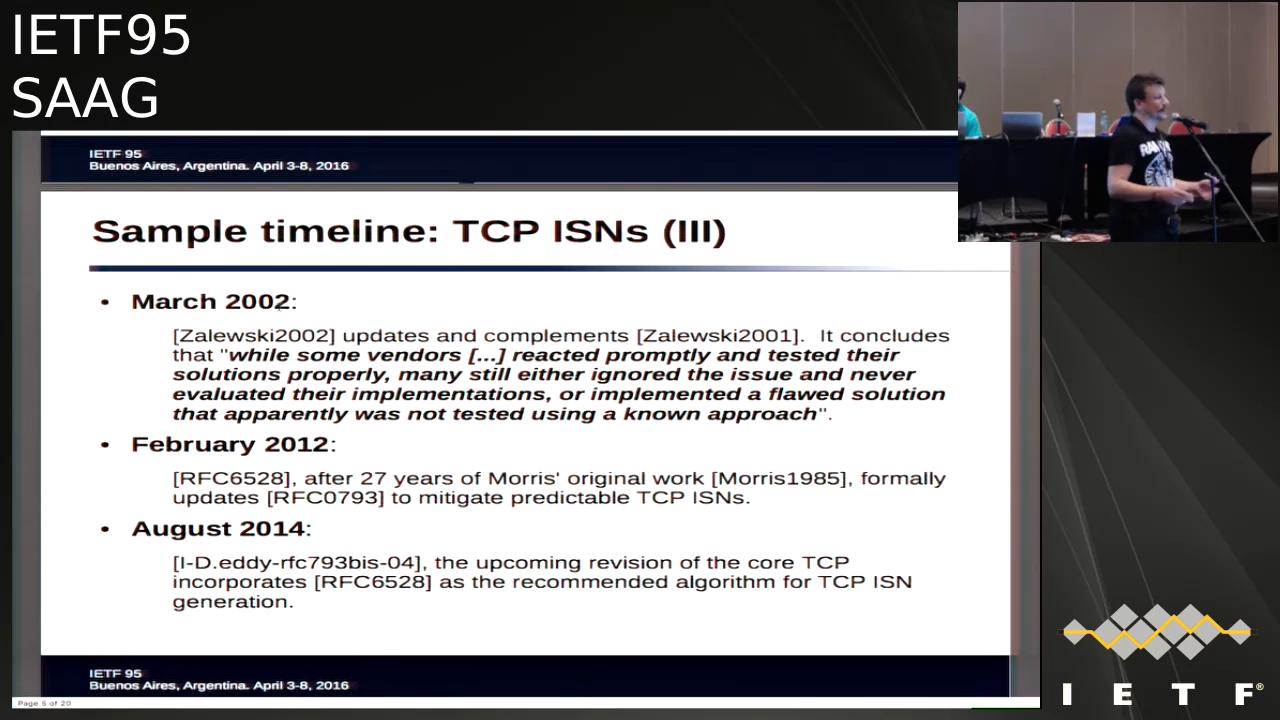 IETF95
SAAG
IETF 95
Buenos Aires, Argentina. April 3-8, 2016
Sample timeline: TCP ISNs (III)
• March 2002:
[Zalewski2002] updates and complements [Zalewski2001].  It concludes
that "while some vendors [...] reacted promptly and tested their
solutions properly, many still either ignored the issue and never
evaluated their implementations, or implemented a flawed solution
that apparently was not tested using a known approach".
• February 2012:
[RFC6528], after 27 years of Morris' original work [Morris1985], formally
updates [RFC0793] to mitigate predictable TCP ISNs.
• August 2014:
[I-D.eddy-rfc793bis-04], the upcoming revision of the core TCP
incorporates [RFC6528] as the recommended algorithm for TCP ISN
generation.
IETF 95
Buenos Aires, Argentina. April 3-8, 2016
Page 5 of 20
I E T F®